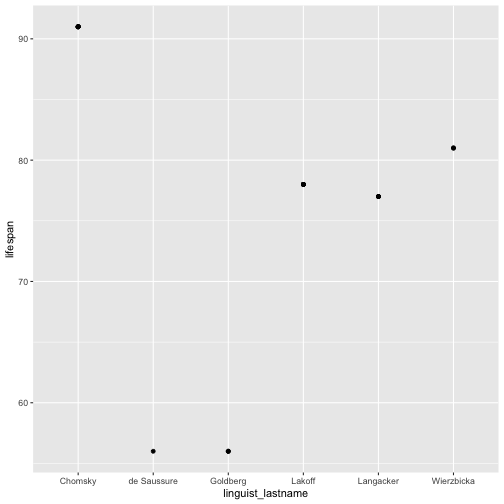 90
80
70
60
lifespan
Chomsky de Saussure Goldberg Lakoff Langacker Wierzbicka
linguist_lastname